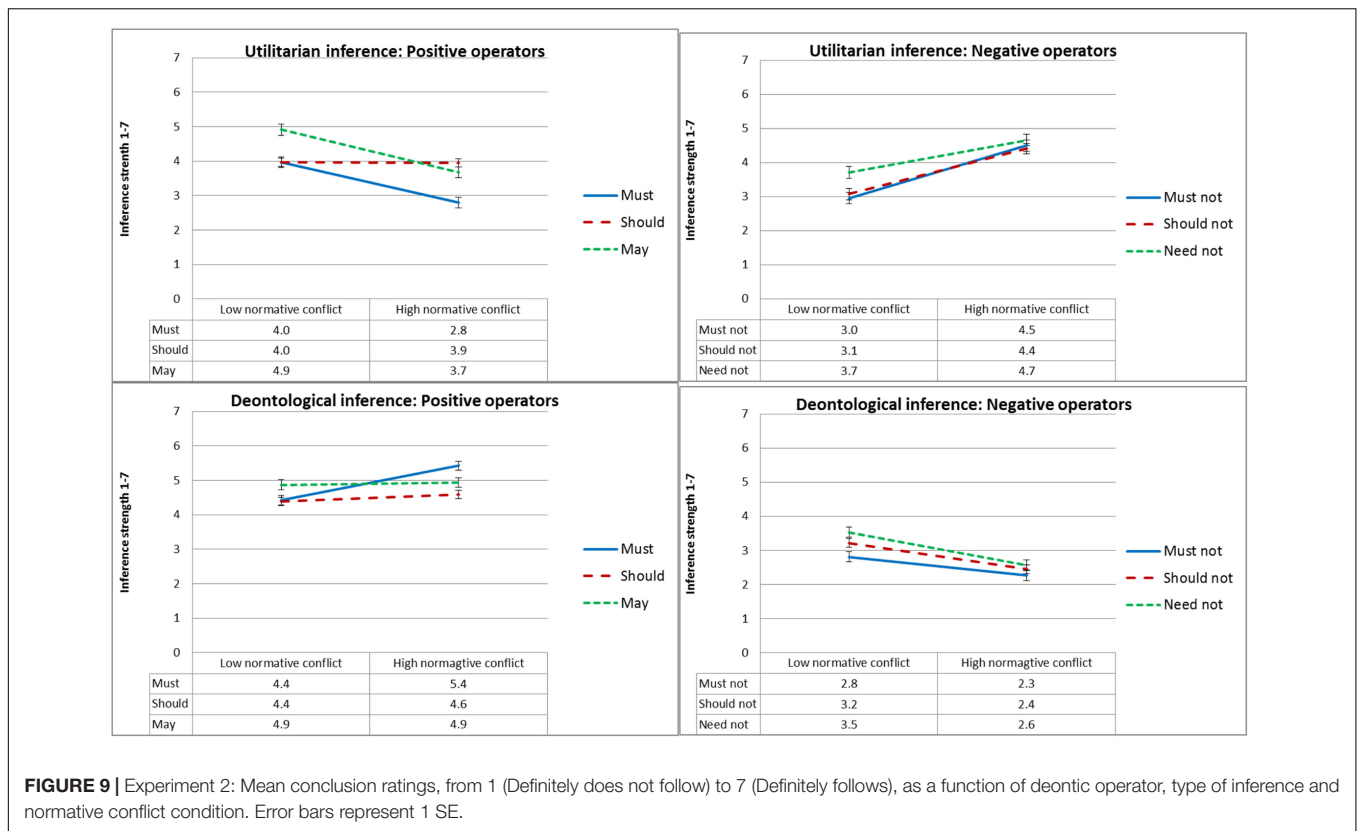 Utilitarian inference: Positive operators
7
6
5
4
3
2
1
0
Inference strenth 1-7
Must
Should
May
Low normative conflict High normative conflict
Must 4.0 2.8
Should 4.0 3.9
May 4.9 3.7
Utilitarian inference: Negative operators
7
6
5
4
3
2
1
0
Inference strength 1-7
Must not
Should not
Need not
Low normative conflict High normative conflict
Must not 3.0 4.5
Should not 3.1 4.4
Need not 3.7 4.7
Deontological inference: Positive operators
7
6
5
4
3
2
1
0
Inference strength 1-7
Must
Should
May
Low normative conflict High normagtive conflict
Must 4.4 5.4
Should 4.4 4.6
May 4.9 4.9
Deontological inference: Negative operators
7
6
5
4
3
2
1
0
Inference strength 1-7
Must not
Should not
Need not
Low normative conflict High normagtive conflict
Must not 2.8 2.3
Should not 3.2 2.4
Need not 3.5 2.6
FIGURE 9 | Experiment 2: Mean conclusion ratings, from 1 (Definitely does not follow) to 7 (Definitely follows), as a function of deontic operator, type of inference and
normative conflict condition. Error bars represent 1 SE.